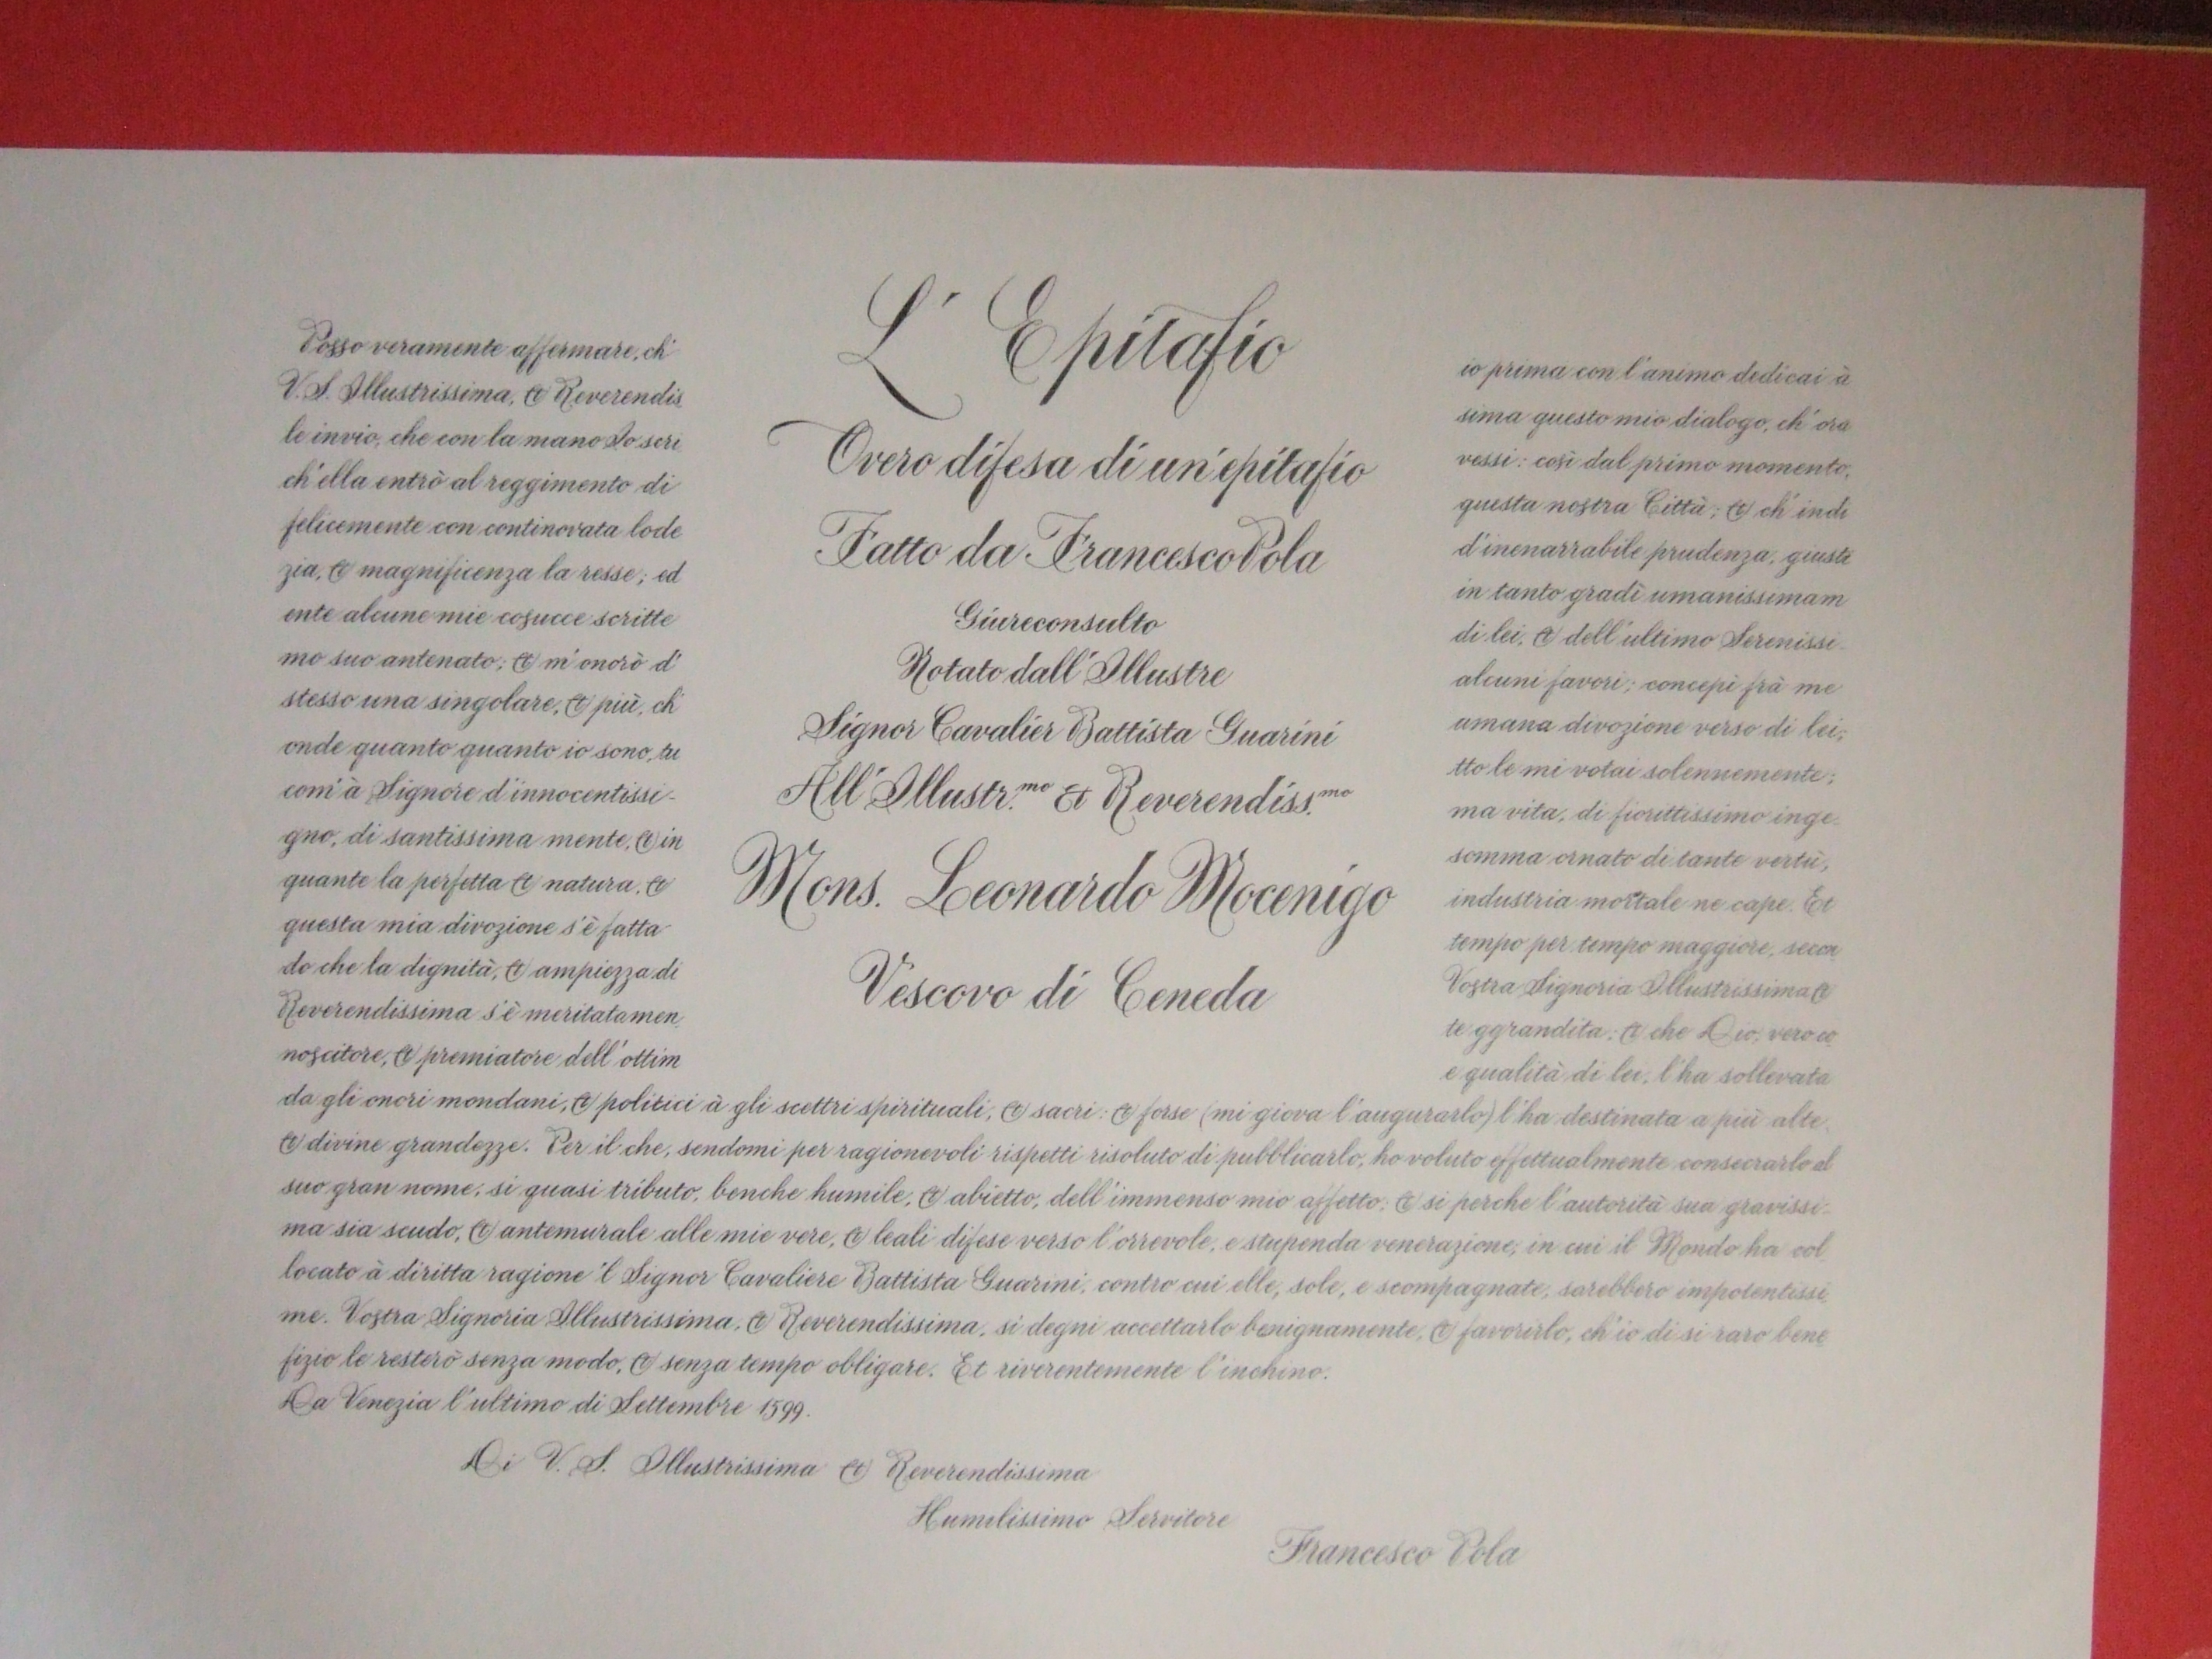 L' Epitafio
Overo difesa di un'epitafio
Fatto da Francesco Pola
Giureconsulto
Notato dall' Illustre
Signor Cavalier Battista Guarini
All' Illustr.mo & Reverendiss.mo
Mons. Leonardo Mocenigo
Vescovo di Ceneda
Posso veramente affermare, ch' io prima con l'animo dedicai à
V. S. Illustrissima, & Reverendis sima questo mio dialogo, ch' ora
le invio, che con la mano lo scri vessi: così dal primo momento,
ch' ella entrò al reggimento di questa nostra Città; & ch' indi
felicemente con continovata lode d'inenarrabile prudenza, giusti
zia, & magnificenza la resse; ed in tanto gradì umanissimam
ente alcune mie cosucce scritte di lei, & dell' ultimo Serenissi-
mo suo antenato; & m' onorò d' alcuni favori; concepi frà me
stesso una singolare, & più, ch' umana divozione verso di lei;
onde quanto quanto io sono, tu tto le mi votai solennemente;
com' à Signore d'innocentissi- ma vita, di fiorittissimo inge-
gno, di santissima mente, & in somma ornato di tante vertù,
quante la perfetta & natura, & industria mortale ne cape. Et
questa mia divozione s'è fatta tempo per tempo maggiore, secon
do che la dignità, & ampiezza di Vostra Signoria Illustrissima &
Reverendissima s'è meritatamen te ggrandita; & che Dio, vero co
noscitore, & premiatore dell' ottim e qualità di lei, l'ha sollevata
da gli onori mondani, & politici à gli scettri spirituali, & sacri: & forse (mi giova l'augurarlo) l'ha destinata a più alte,
& divine grandezze. Per il che, sendomi per ragionevoli rispetti risoluto di pubblicarlo, ho voluto effettualmente consecrarlo al
suo gran nome; si quasi tributo, benche humile, & abietto, dell' immenso mio affetto; & si perche l'autorità sua gravissi-
ma sia scudo, & antemurale alle mie vere, & leali difese verso l'orrevole, e stupenda venerazione, in cui il Mondo ha col
locato à diritta ragione 'l Signor Cavaliere Battista Guarini, contro cui elle, sole, e scompagnate, sarebbero impotentissi
me. Vostra Signoria Illustrissima, & Reverendissima, si degni accettarlo benignamente, & favorirlo, ch'io di si raro bene
fizio le resterò senza modo, & senza tempo obligare. Et riverentemente l'inchino.
Da Venezia l'ultimo di Settembre 1599.
Di V. S. Illustrissima & Reverendissima
Humilissimo Servitore
Francesco Pola